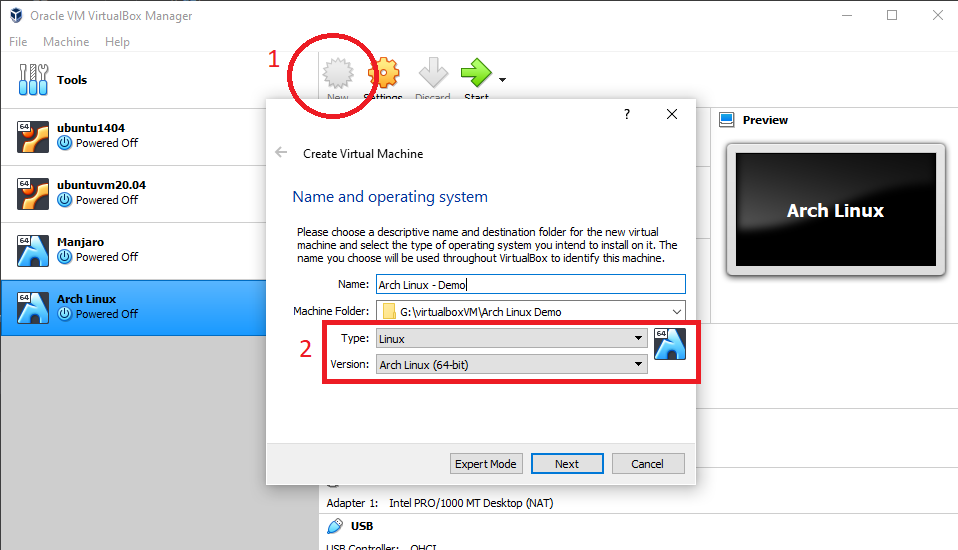 Oracle VM VirtualBox Manager
File Machine Help
1
Tools
New Settings Discard Start
64 ubuntu1404
Powered Off
64 ubuntuvm20.04
Powered Off
64 Manjaro
Powered Off
64 Arch Linux
Powered Off
?
Create Virtual Machine
Name and operating system
Please choose a descriptive name and destination folder for the new virtual
machine and select the type of operating system you intend to install on it. The
name you choose will be used throughout VirtualBox to identify this machine.
Name: Arch Linux - Demo
Machine Folder: G:\virtualboxVM\Arch Linux Demo
2
Type: Linux
64
Version: Arch Linux (64-bit)
Expert Mode Next Cancel
Preview
Arch Linux
Adapter 1: Intel PRO/1000 MT Desktop (NAT)
USB
USB Controller: OHCI